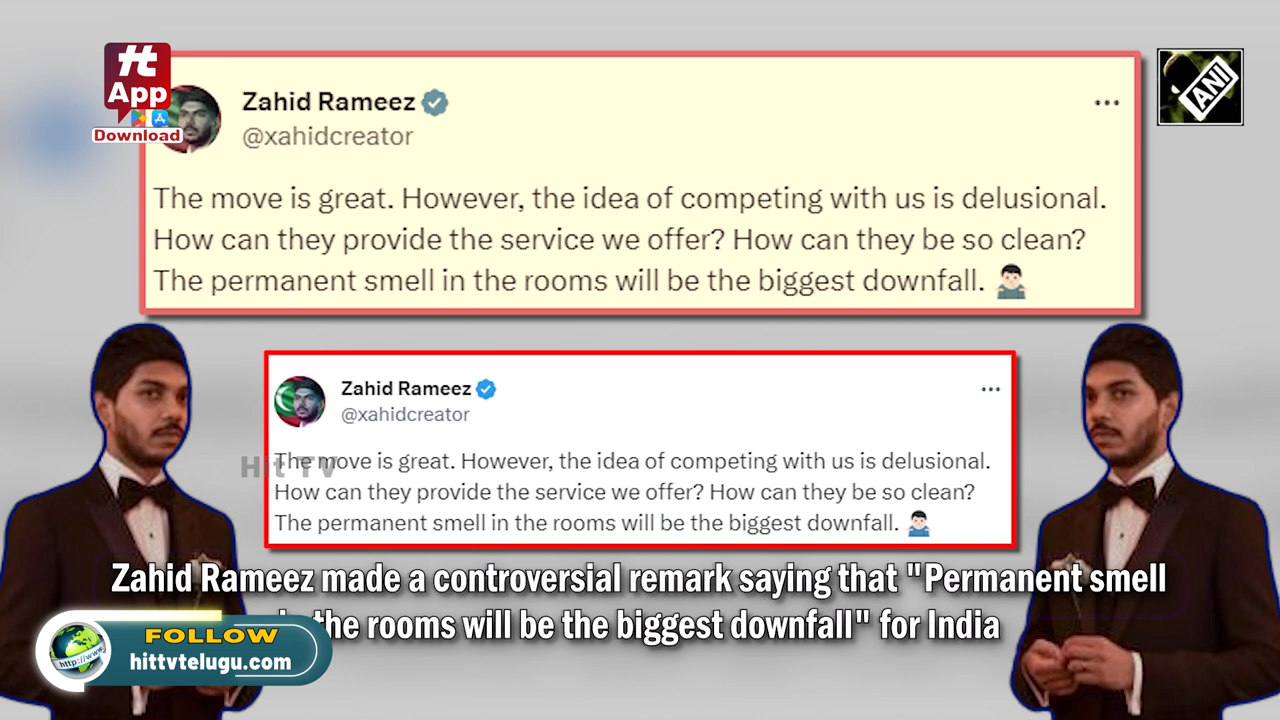 tt
App
Download
ANI
Zahid Rameez
@xahidcreator
The move is great. However, the idea of competing with us is delusional.
How can they provide the service we offer? How can they be so clean?
The permanent smell in the rooms will be the biggest downfall.
Zahid Rameez
@xahidcreator
Hit TV
The move is great. However, the idea of competing with us is delusional.
How can they provide the service we offer? How can they be so clean?
The permanent smell in the rooms will be the biggest downfall.
Zahid Rameez made a controversial remark saying that "Permanent smell
the rooms will be the biggest downfall" for India
FOLLOW
http://www
hittvtelugu.com